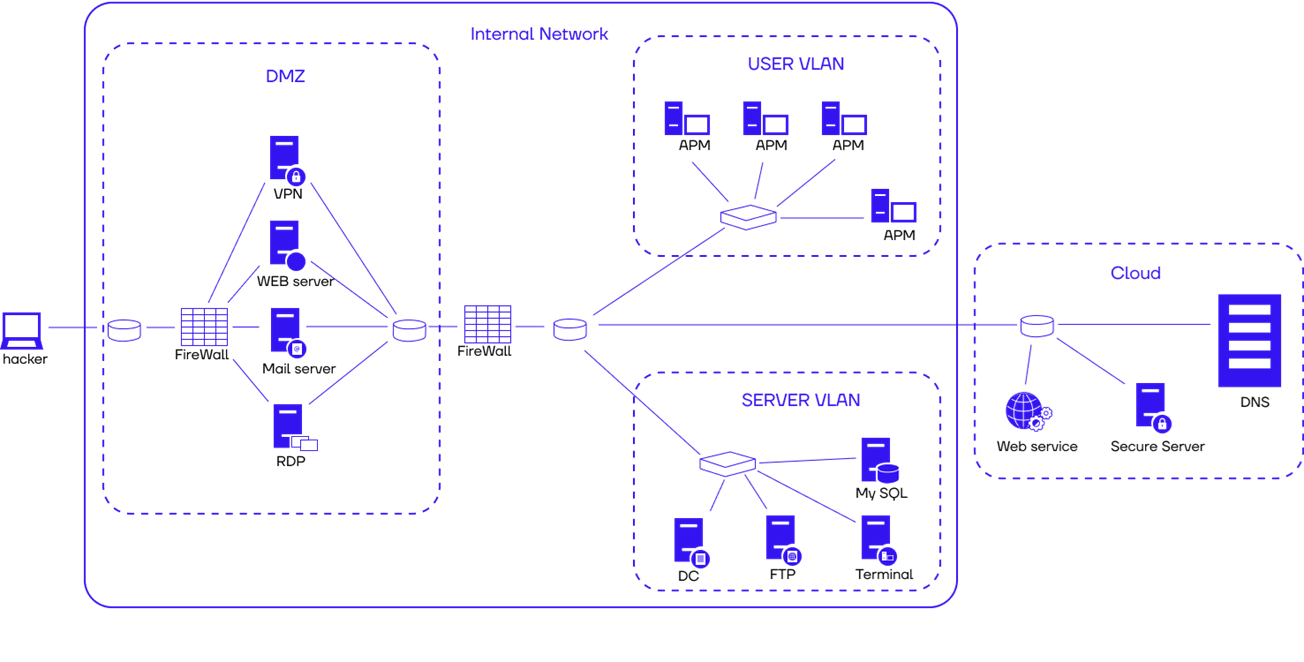 Internal Network
DMZ
USER VLAN
VPN
WEB server
Mail server
RDP
hacker
FireWall
FireWall
APM
APM
APM
APM
SERVER VLAN
My SQL
DC
FTP
Terminal
Cloud
DNS
Web service
Secure Server